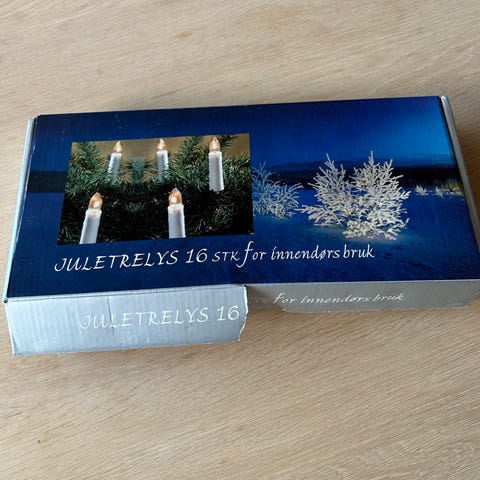 JULETRELYS 16 STK for innendørs bruk
JULETRELYS 16
for innendørs bruk